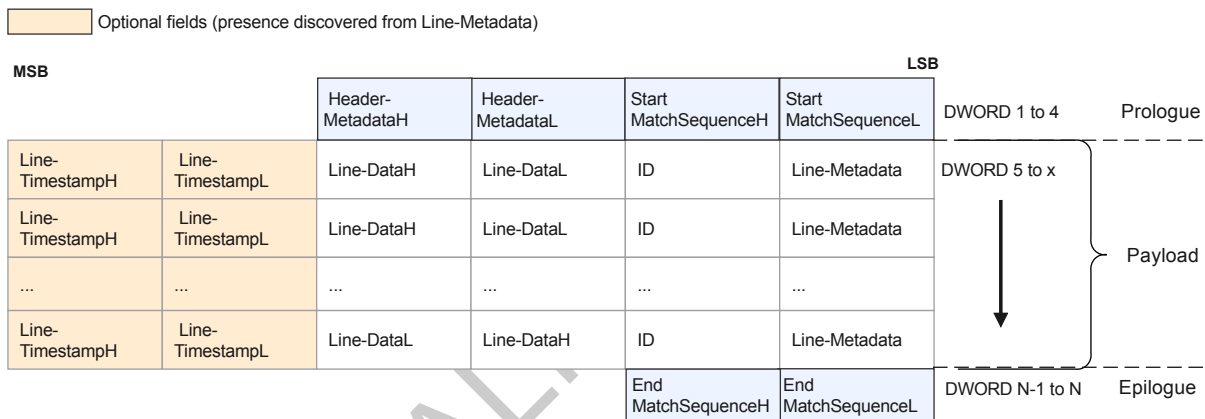 Optional fields (presence discovered from Line-Metadata)
MSB
LSB
Header-
MetadataH
Header-
MetadataL
Start
MatchSequenceH
Start
MatchSequenceL
DWORD 1 to 4
Prologue
Line-
TimestampH
Line-
TimestampL
Line-DataH
Line-DataL
ID
Line-Metadata
DWORD 5 to x
Line-
TimestampH
Line-
TimestampL
Line-DataH
Line-DataL
ID
Line-Metadata
Payload
...
...
...
...
...
...
Line-
TimestampH
Line-
TimestampL
Line-DataL
Line-DataH
ID
Line-Metadata
End
MatchSequenceH
End
MatchSequenceL
DWORD N-1 to N
Epilogue